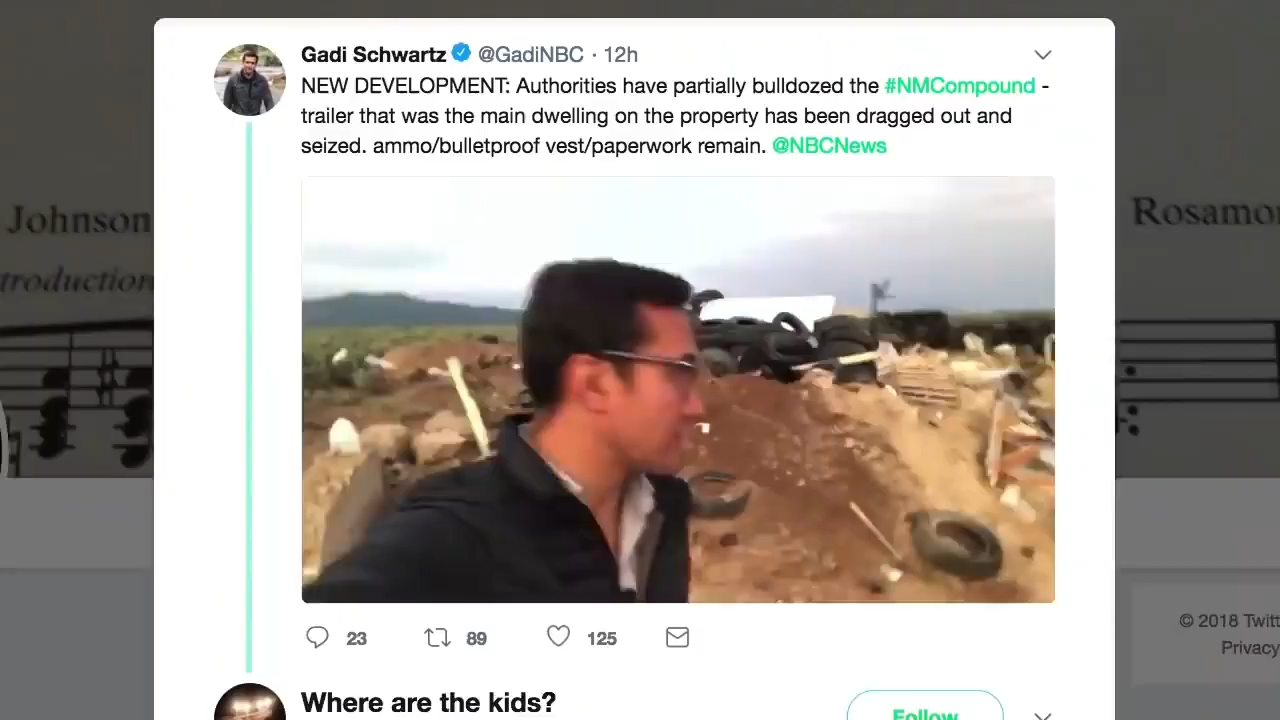 Gadi Schwartz @GadiNBC · 12h
NEW DEVELOPMENT: Authorities have partially bulldozed the #NMCompound -
trailer that was the main dwelling on the property has been dragged out and
seized. ammo/bulletproof vest/paperwork remain. @NBCNews
Johnson
Rosamo
troduction
23 89 125
© 2018 Twitt
Privacy
Where are the kids?
Follow